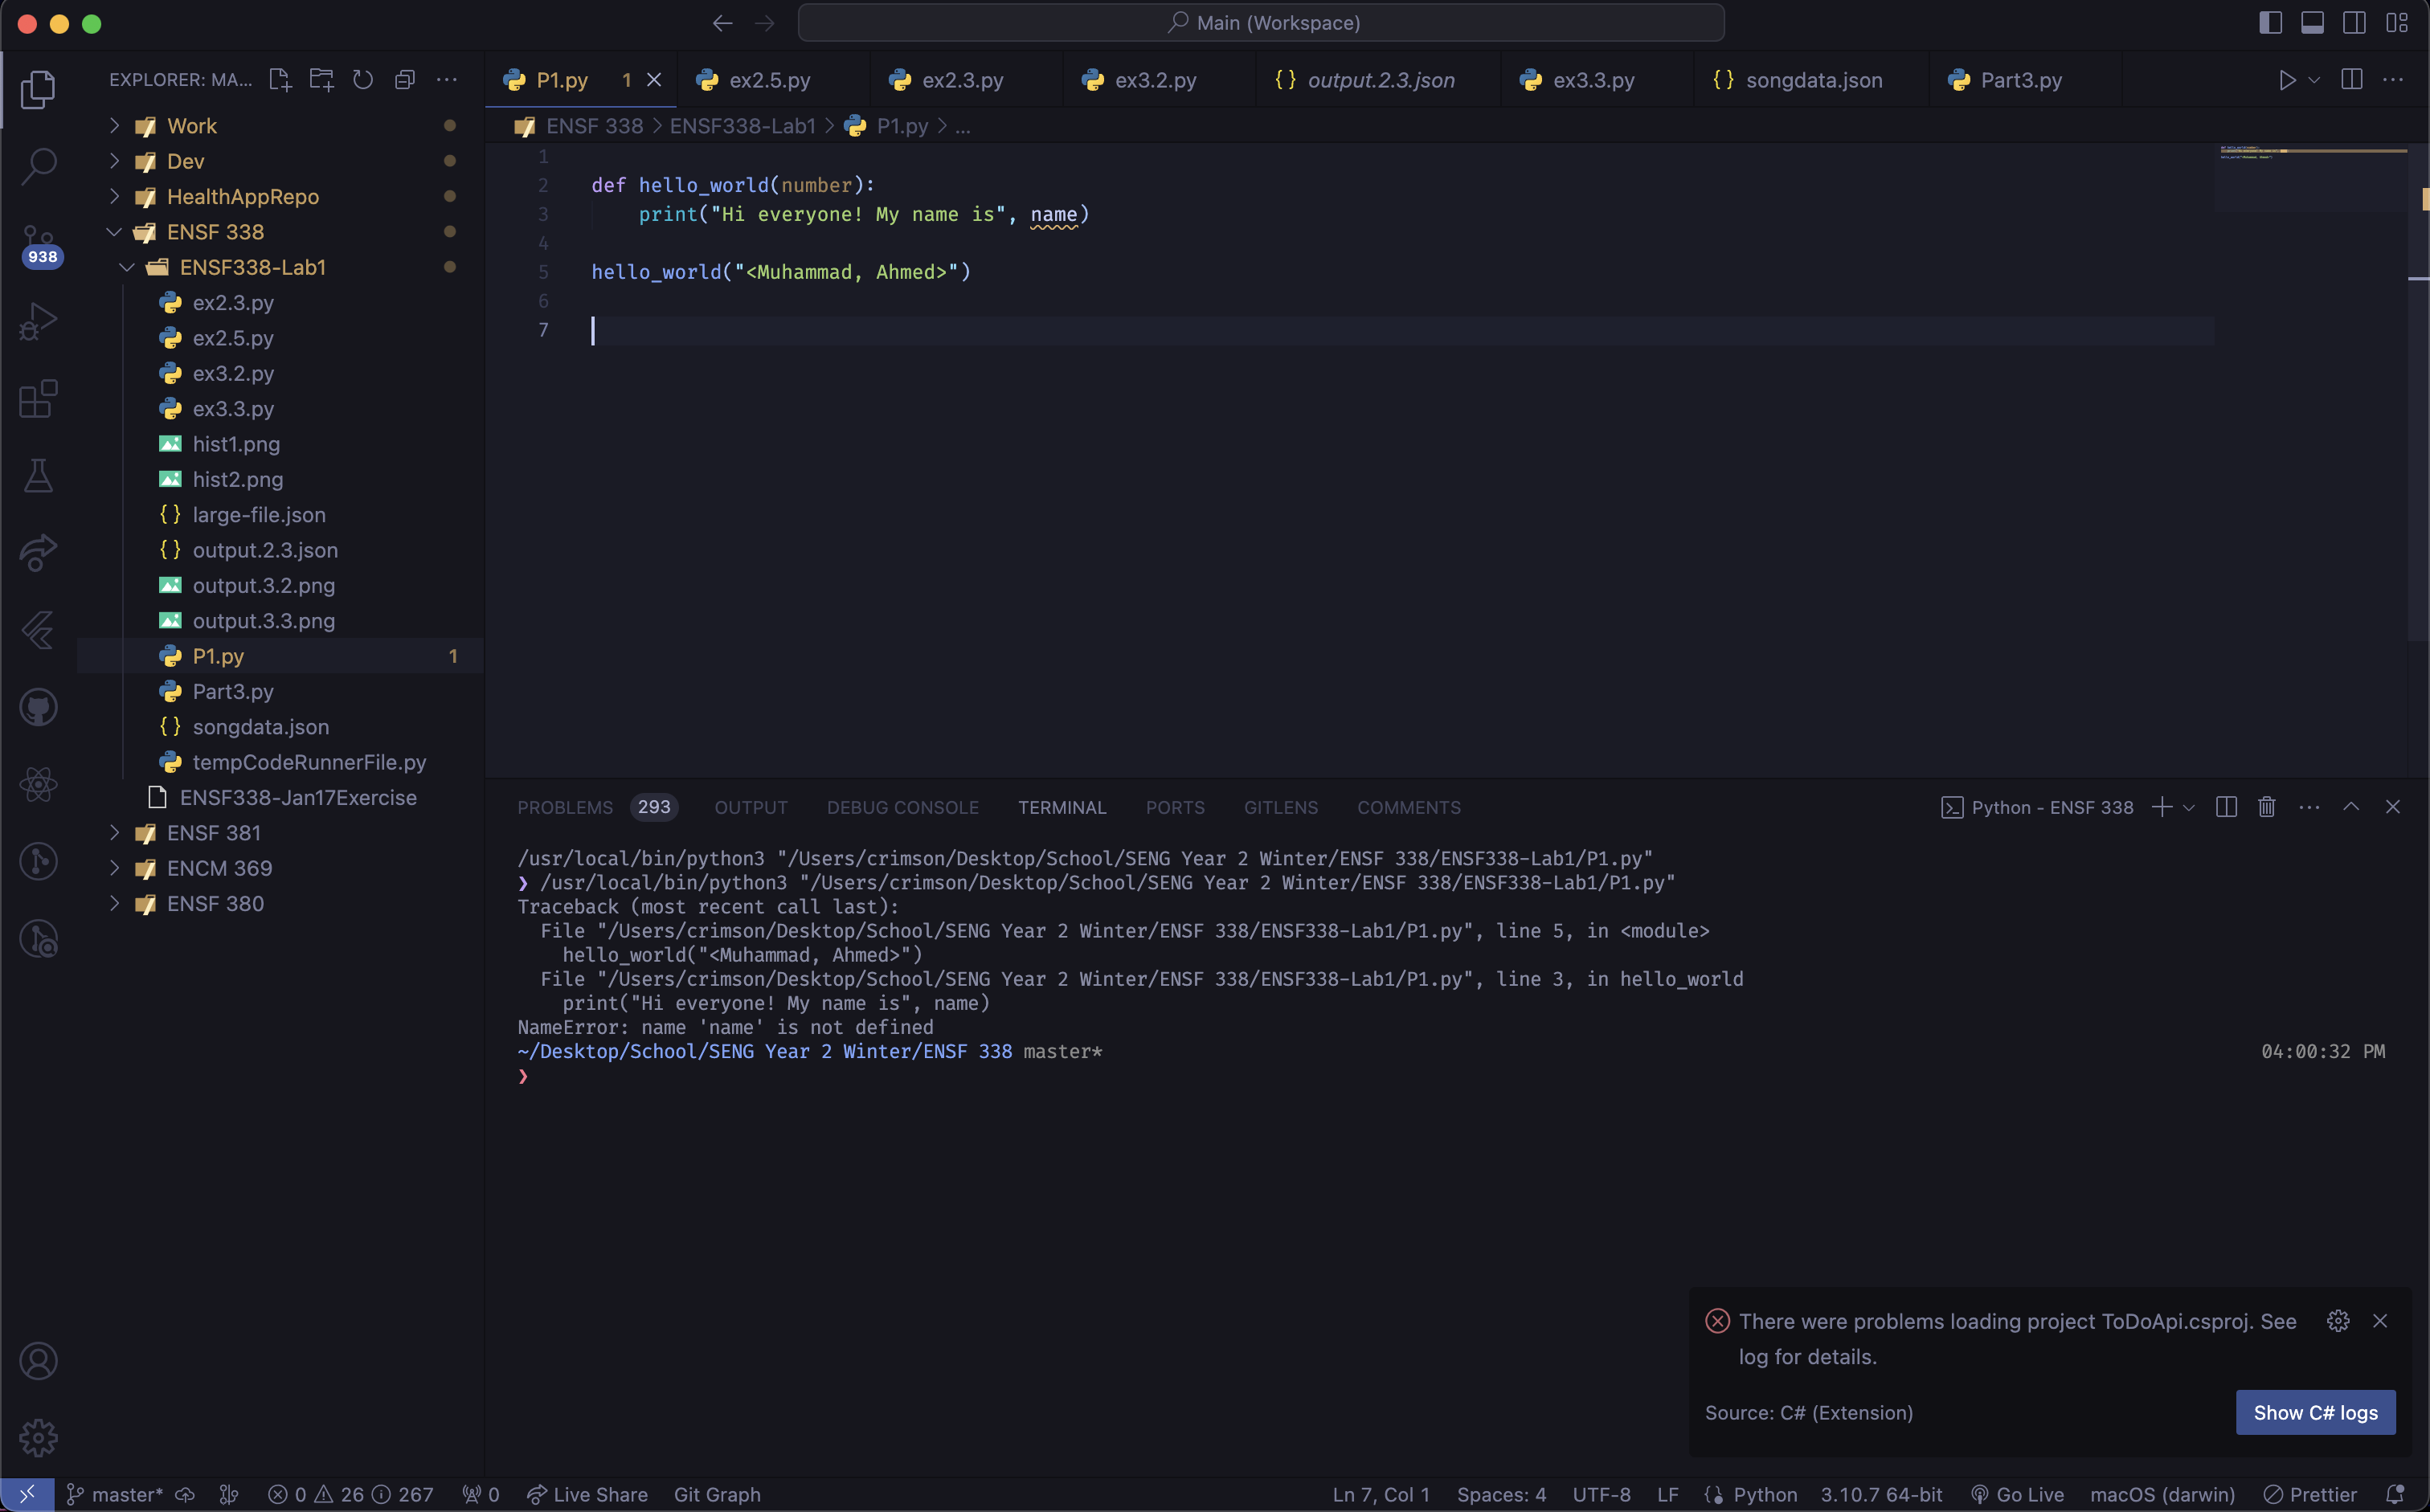 Main (Workspace)
EXPLORER: MA...
Work
Dev
HealthAppRepo
ENSF 338
ENSF338-Lab1
ex2.3.py
ex2.5.py
ex3.2.py
ex3.3.py
hist1.png
hist2.png
{} large-file.json
{} output.2.3.json
output.3.2.png
output.3.3.png
P1.py 1
Part3.py
{} songdata.json
tempCodeRunnerFile.py
ENSF338-Jan17Exercise
ENSF 381
ENCM 369
ENSF 380
938
P1.py 1 ex2.5.py ex2.3.py ex3.2.py {} output.2.3.json ex3.3.py {} songdata.json Part3.py
ENSF 338 > ENSF338-Lab1 > P1.py > ...
1
2 def hello_world(number):
3 print("Hi everyone! My name is", name)
4
5 hello_world("<Muhammad, Ahmed>")
6
7
PROBLEMS 293 OUTPUT DEBUG CONSOLE TERMINAL PORTS GITLENS COMMENTS Python - ENSF 338
/usr/local/bin/python3 "/Users/crimson/Desktop/School/SENG Year 2 Winter/ENSF 338/ENSF338-Lab1/P1.py"
❯ /usr/local/bin/python3 "/Users/crimson/Desktop/School/SENG Year 2 Winter/ENSF 338/ENSF338-Lab1/P1.py"
Traceback (most recent call last):
File "/Users/crimson/Desktop/School/SENG Year 2 Winter/ENSF 338/ENSF338-Lab1/P1.py", line 5, in <module>
hello_world("<Muhammad, Ahmed>")
File "/Users/crimson/Desktop/School/SENG Year 2 Winter/ENSF 338/ENSF338-Lab1/P1.py", line 3, in hello_world
print("Hi everyone! My name is", name)
NameError: name 'name' is not defined
~/Desktop/School/SENG Year 2 Winter/ENSF 338 master* 04:00:32 PM
❯
There were problems loading project ToDoApi.csproj. See
log for details.
Source: C# (Extension) Show C# logs
master* 0 26 267 0 Live Share Git Graph Ln 7, Col 1 Spaces: 4 UTF-8 LF Python 3.10.7 64-bit Go Live macOS (darwin) Prettier